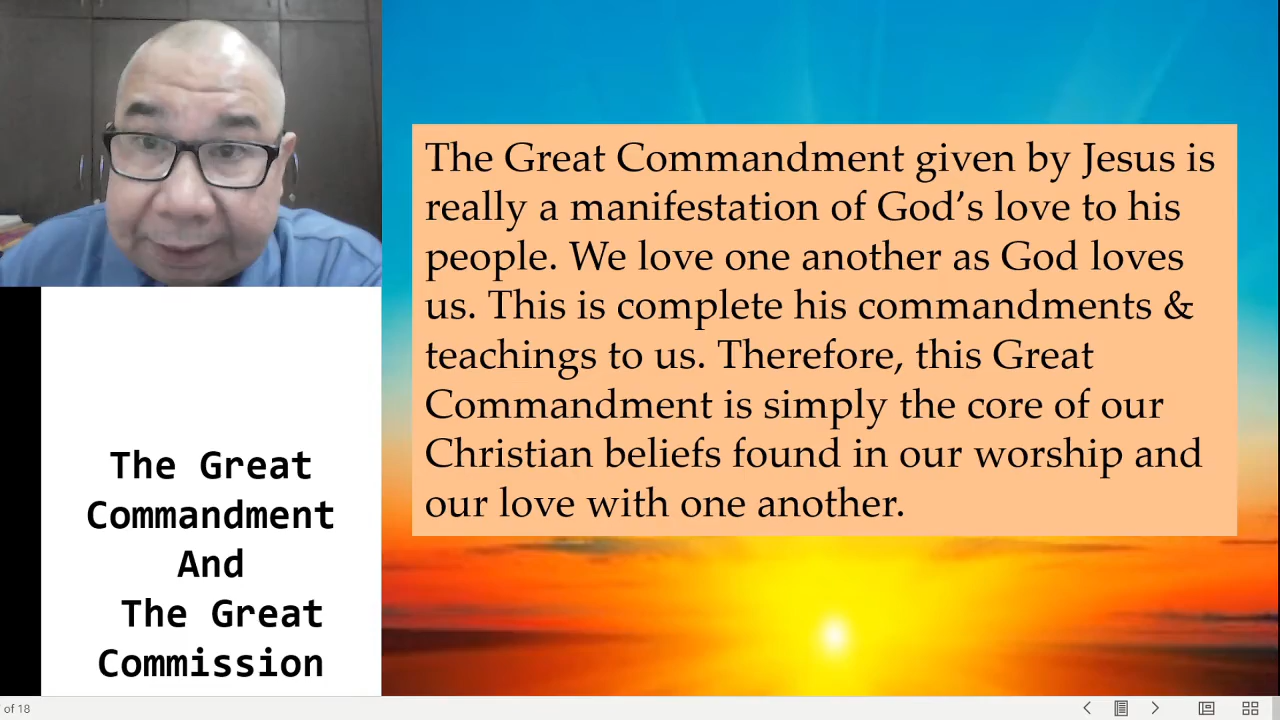 The Great Commandment given by Jesus is
really a manifestation of God's love to his
people. We love one another as God loves
us. This is complete his commandments &
teachings to us. Therefore, this Great
Commandment is simply the core of our
Christian beliefs found in our worship and
our love with one another.
The Great
Commandment
And
The Great
Commission
of 18